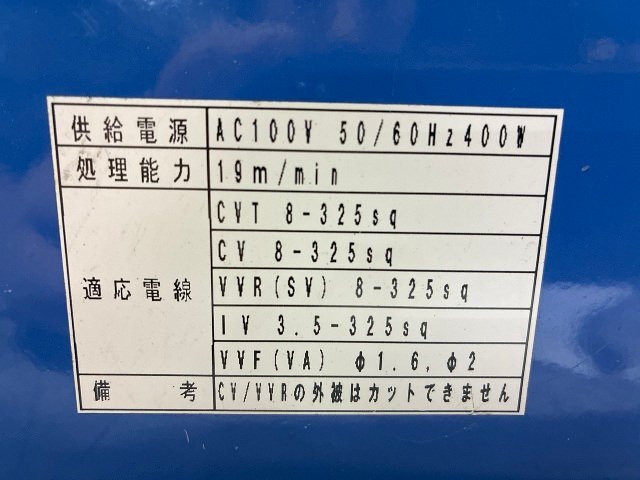 供給電源 AC100V 50/60Hz400W
処理能力 19m/min
適応電線 CVT 8-325sq
CV 8-325sq
VVR(SV) 8-325sq
IV 3.5-325sq
VVF(VA) φ1.6,φ2
備考 CV/VVRの外被はカットできません